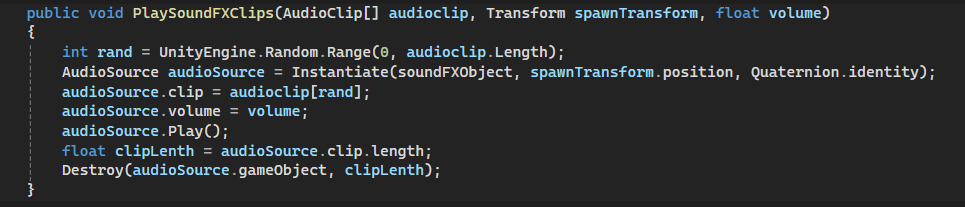 public void PlaySoundFXClips(AudioClip[] audioclip, Transform spawnTransform, float volume)
{
int rand = UnityEngine.Random.Range(0, audioclip.Length);
AudioSource audioSource = Instantiate(soundFXObject, spawnTransform.position, Quaternion.identity);
audioSource.clip = audioclip[rand];
audioSource.volume = volume;
audioSource.Play();
float clipLenth = audioSource.clip.length;
Destroy(audioSource.gameObject, clipLenth);
}